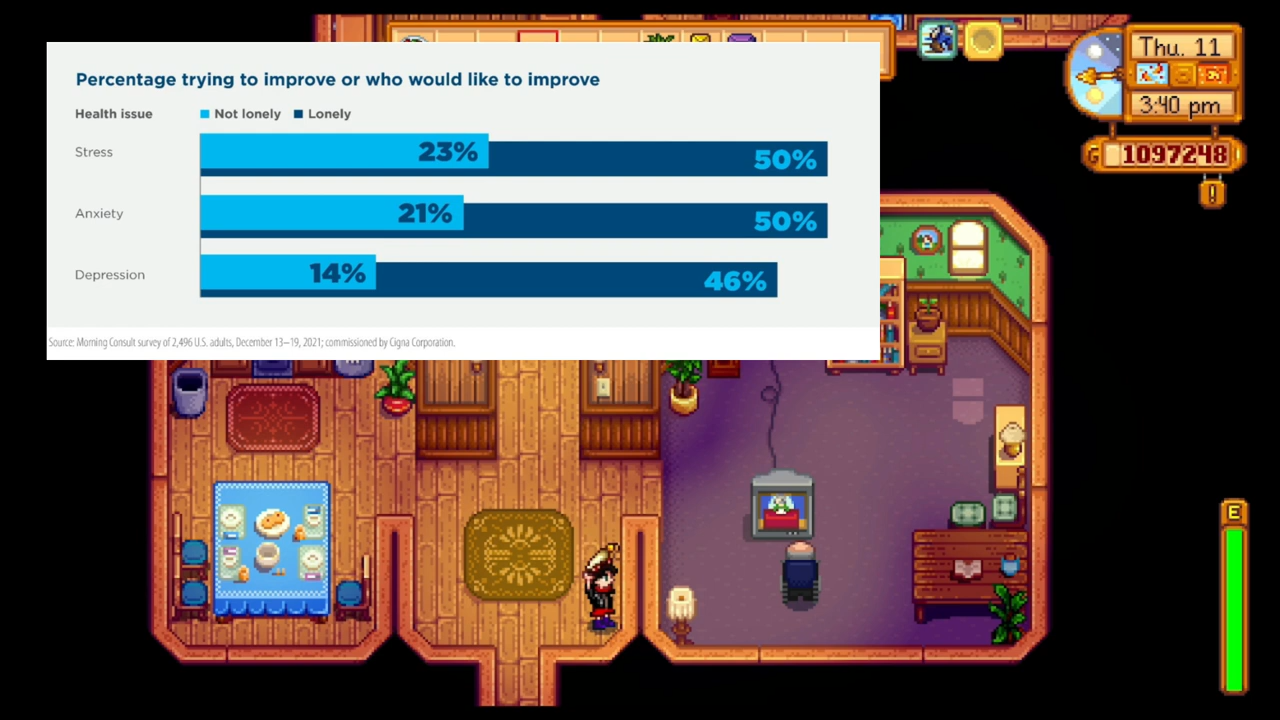 Thu. 11
3:40 pm
G 1097248
!
Percentage trying to improve or who would like to improve
Health issue Not lonely Lonely
Stress 23% 50%
Anxiety 21% 50%
Depression 14% 46%
Source: Morning Consult survey of 2,496 U.S. adults, December 13–19, 2021; commissioned by Cigna Corporation.
E